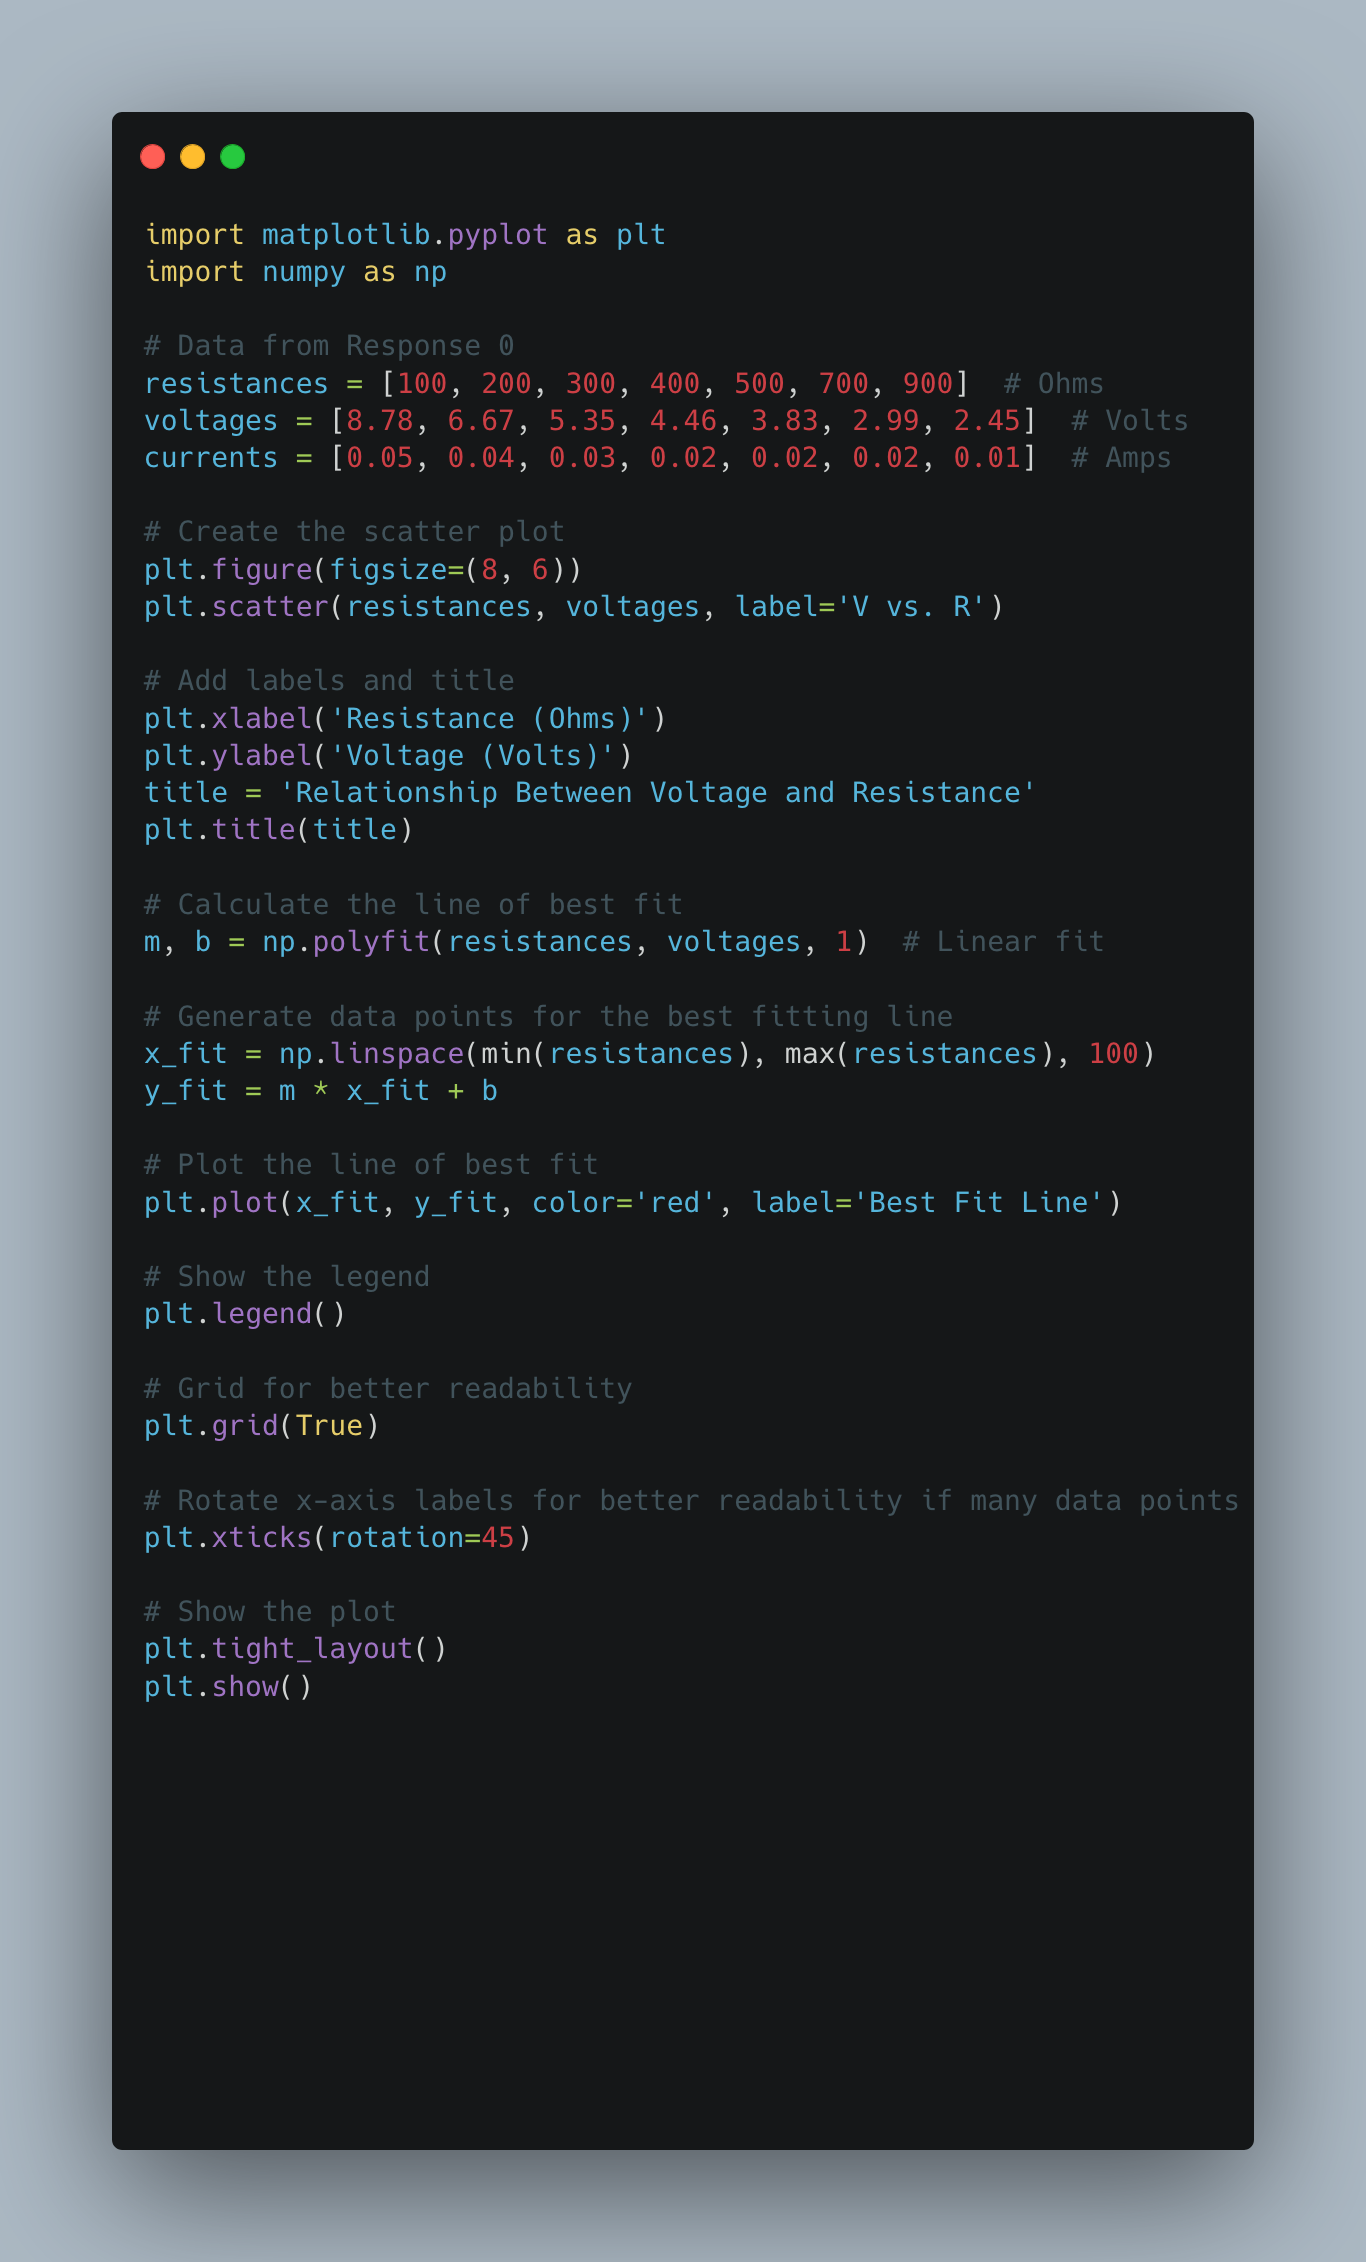 import matplotlib.pyplot as plt
import numpy as np
# Data from Response 0
resistances = [100, 200, 300, 400, 500, 700, 900]  # Ohms
voltages = [8.78, 6.67, 5.35, 4.46, 3.83, 2.99, 2.45]  # Volts
currents = [0.05, 0.04, 0.03, 0.02, 0.02, 0.02, 0.01]  # Amps
# Create the scatter plot
plt.figure(figsize=(8, 6))
plt.scatter(resistances, voltages, label='V vs. R')
# Add labels and title
plt.xlabel('Resistance (Ohms)')
plt.ylabel('Voltage (Volts)')
title = 'Relationship Between Voltage and Resistance'
plt.title(title)
# Calculate the line of best fit
m, b = np.polyfit(resistances, voltages, 1)  # Linear fit
# Generate data points for the best fitting line
x_fit = np.linspace(min(resistances), max(resistances), 100)
y_fit = m * x_fit + b
# Plot the line of best fit
plt.plot(x_fit, y_fit, color='red', label='Best Fit Line')
# Show the legend
plt.legend()
# Grid for better readability
plt.grid(True)
# Rotate x-axis labels for better readability if many data points
plt.xticks(rotation=45)
# Show the plot
plt.tight_layout()
plt.show()